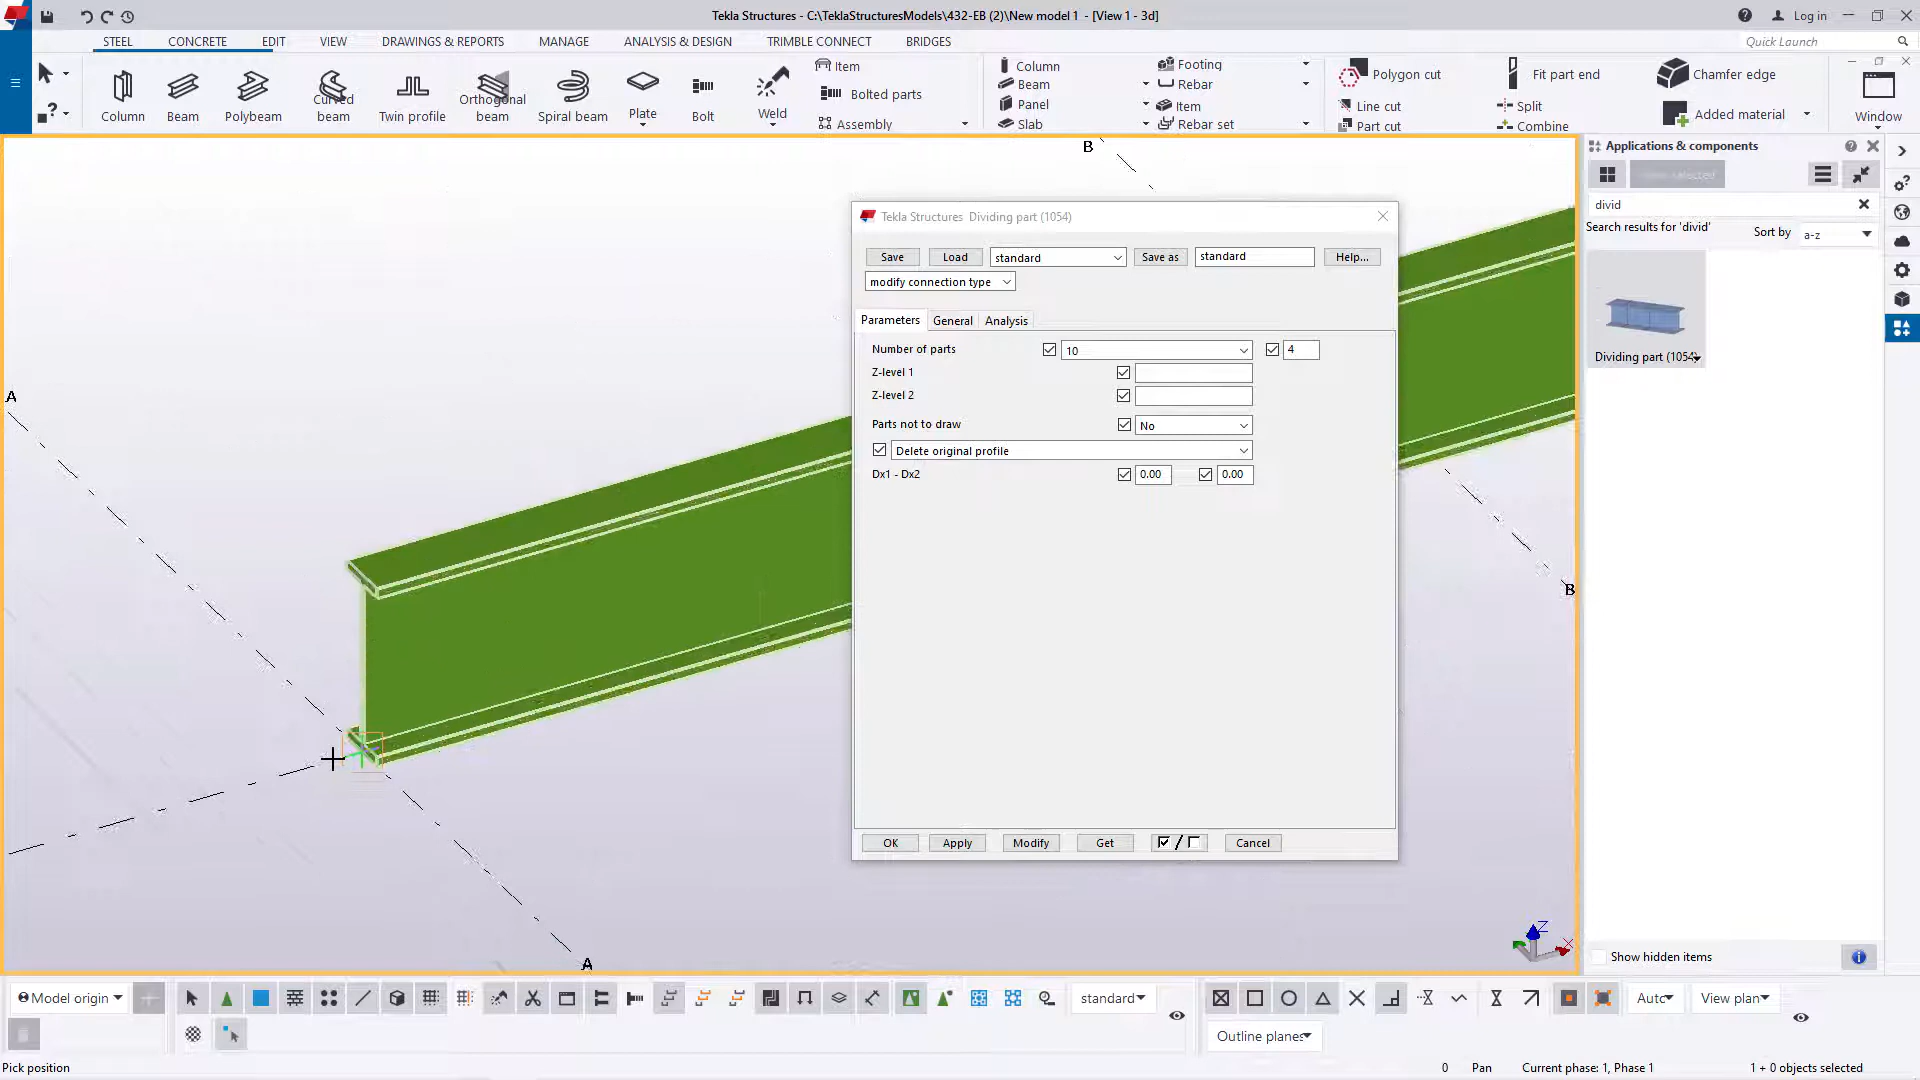 Tekla Structures - C:\TeklaStructuresModels\432-EB (2)\New model 1 - [View 1 - 3d]
Log in
STEEL CONCRETE EDIT VIEW DRAWINGS & REPORTS MANAGE ANALYSIS & DESIGN TRIMBLE CONNECT BRIDGES
Quick Launch
Column
Beam
Polybeam
Curved beam
Twin profile
Orthogonal beam
Spiral beam
Plate
Bolt
Weld
Item
Bolted parts
Assembly
Column
Beam
Panel
Slab
Footing
Rebar
Item
Rebar set
Polygon cut
Line cut
Part cut
Fit part end
Split
Combine
Chamfer edge
Added material
Window
B
A
B
A
Tekla Structures Dividing part (1054)
Save Load standard Save as standard Help...
modify connection type
Parameters General Analysis
Number of parts 10 4
Z-level 1
Z-level 2
Parts not to draw No
Delete original profile
Dx1 - Dx2 0.00 0.00
OK Apply Modify Get / Cancel
Z
X
Applications & components
divid
Search results for 'divid'
Sort by a-z
Dividing part (1054)
Show hidden items
Model origin
standard
Auto
View plan
Outline planes
Pick position
0 Pan Current phase: 1, Phase 1 1 + 0 objects selected